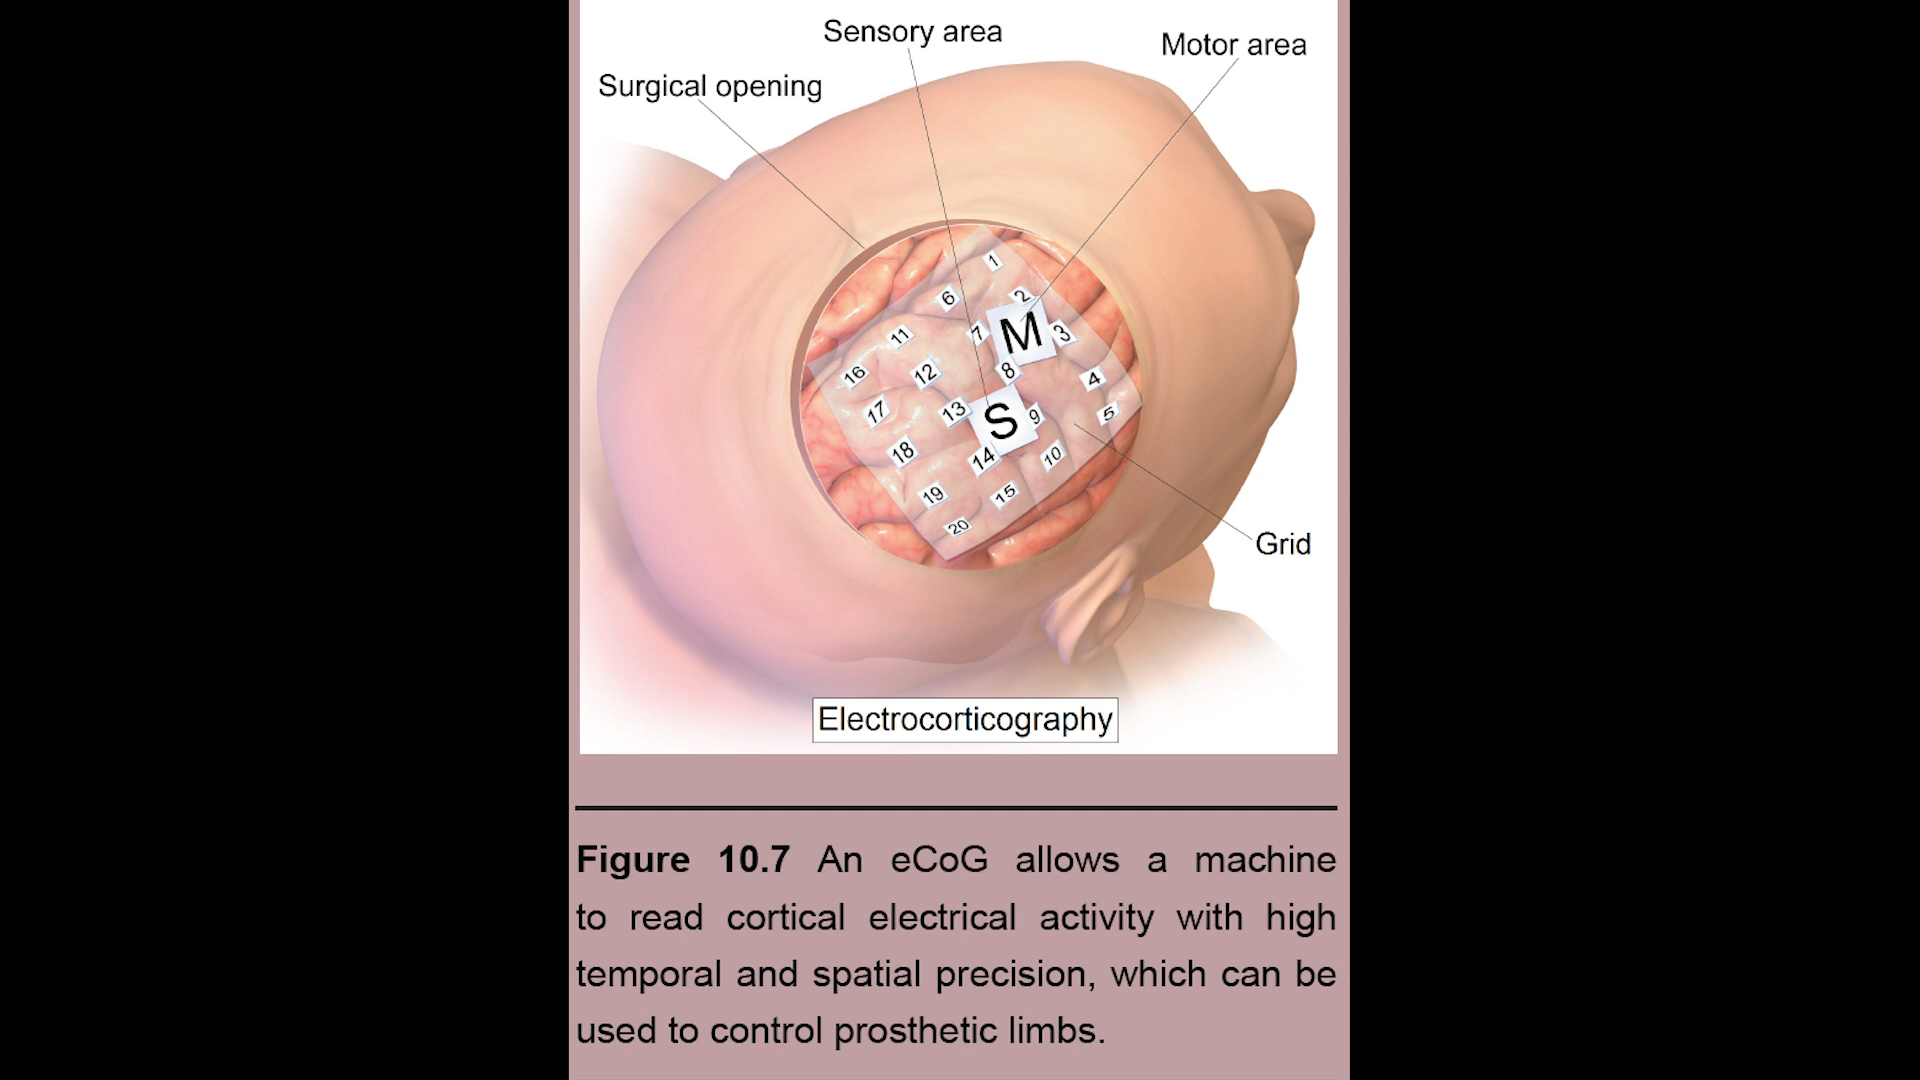 Sensory area
Motor area
Surgical opening
1
6
2
11
7
M
3
16
12
8
4
17
13
S
9
5
18
14
10
19
15
20
Grid
Electrocorticography
Figure 10.7 An eCoG allows a machine
to read cortical electrical activity with high
temporal and spatial precision, which can be
used to control prosthetic limbs.